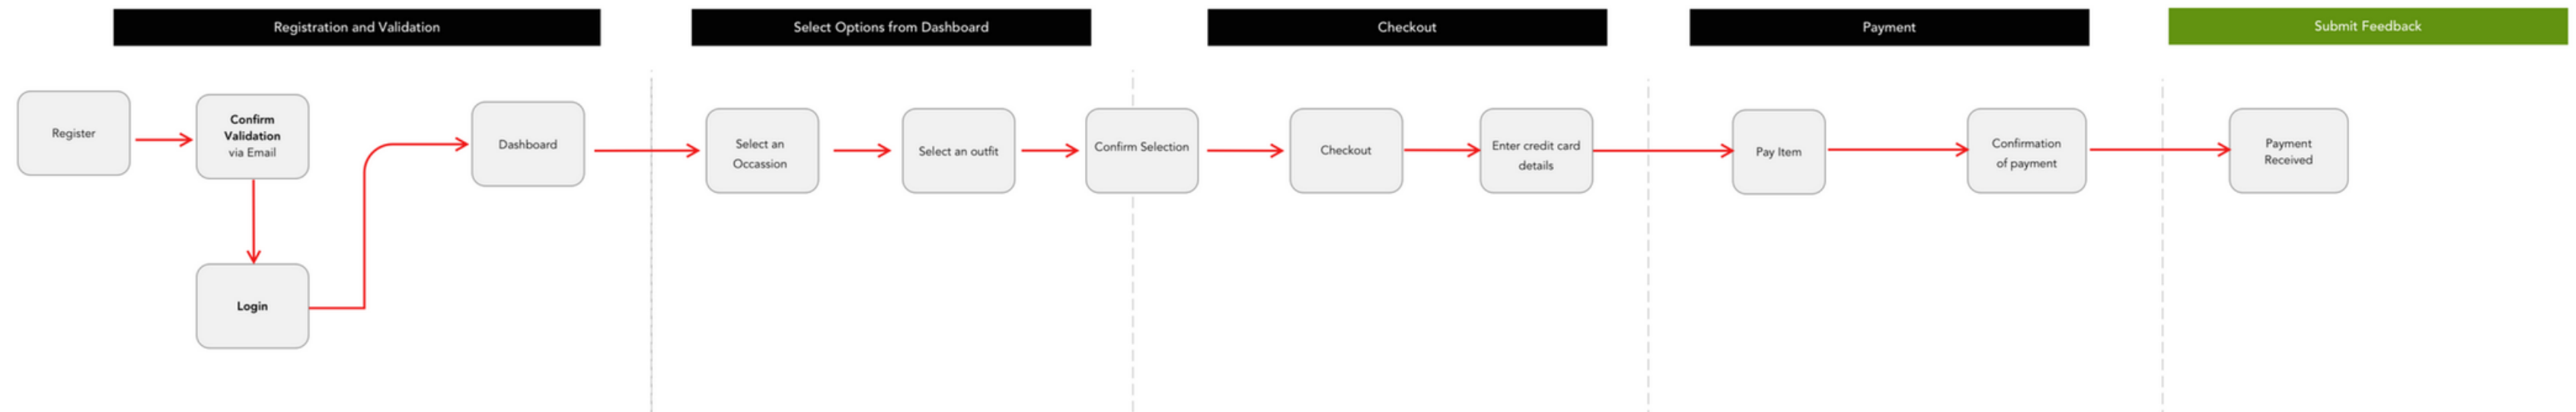 Registration and Validation
Select Options from Dashboard
Checkout
Payment
Submit Feedback
Register
Confirm
Validation
via Email
Login
Dashboard
Select an
Occassion
Select an outfit
Confirm Selection
Checkout
Enter credit card
details
Pay Item
Confirmation
of payment
Payment
Received